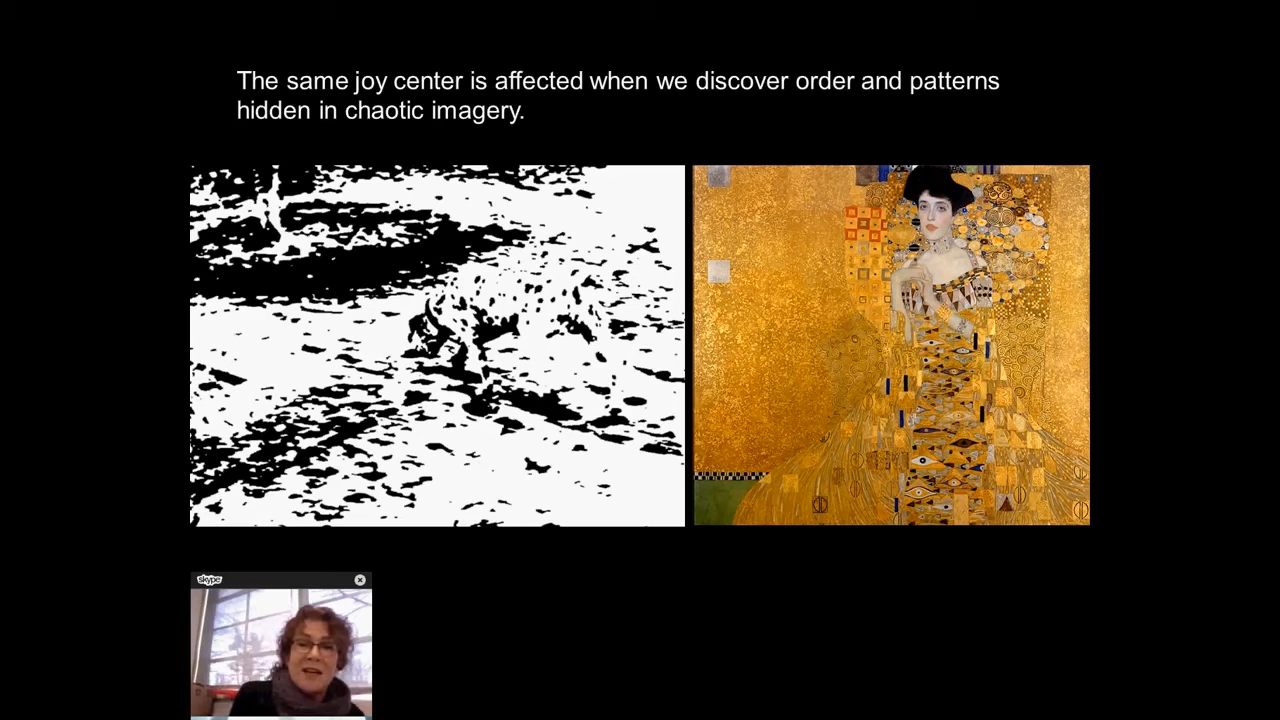 The same joy center is affected when we discover order and patterns
hidden in chaotic imagery.
skype